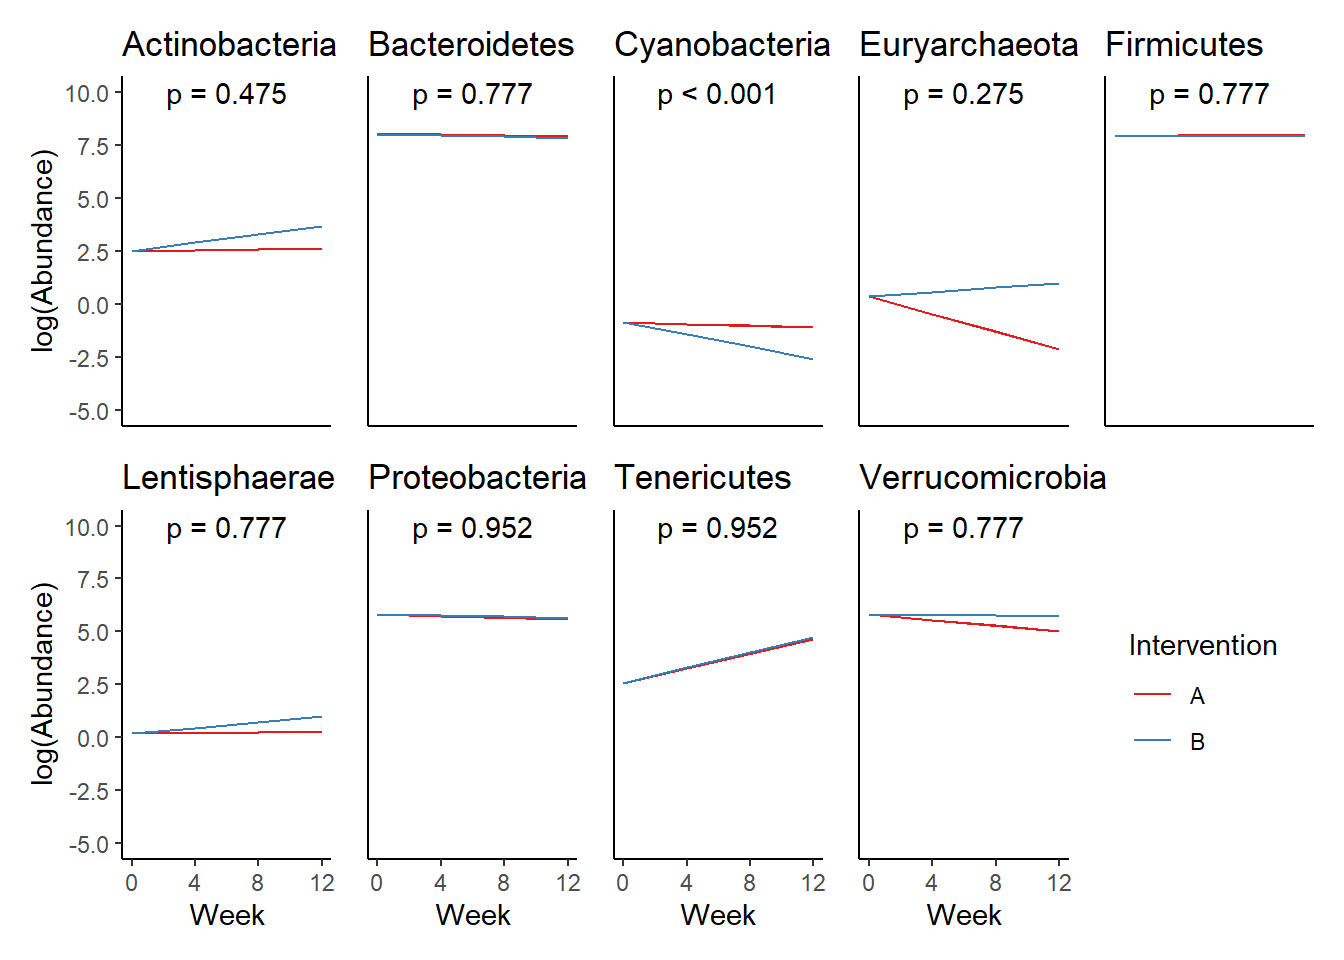 Actinobacteria Bacteroidetes Cyanobacteria Euryarchaeota Firmicutes
p = 0.475 p = 0.777 p < 0.001 p = 0.275 p = 0.777
log(Abundance)
10.0
7.5
5.0
2.5
0.0
-2.5
-5.0
Lentisphaerae Proteobacteria Tenericutes Verrucomicrobia
p = 0.777 p = 0.952 p = 0.952 p = 0.777
log(Abundance)
10.0
7.5
5.0
2.5
0.0
-2.5
-5.0
Intervention
A
B
0 4 8 12 0 4 8 12 0 4 8 12 0 4 8 12
Week Week Week Week